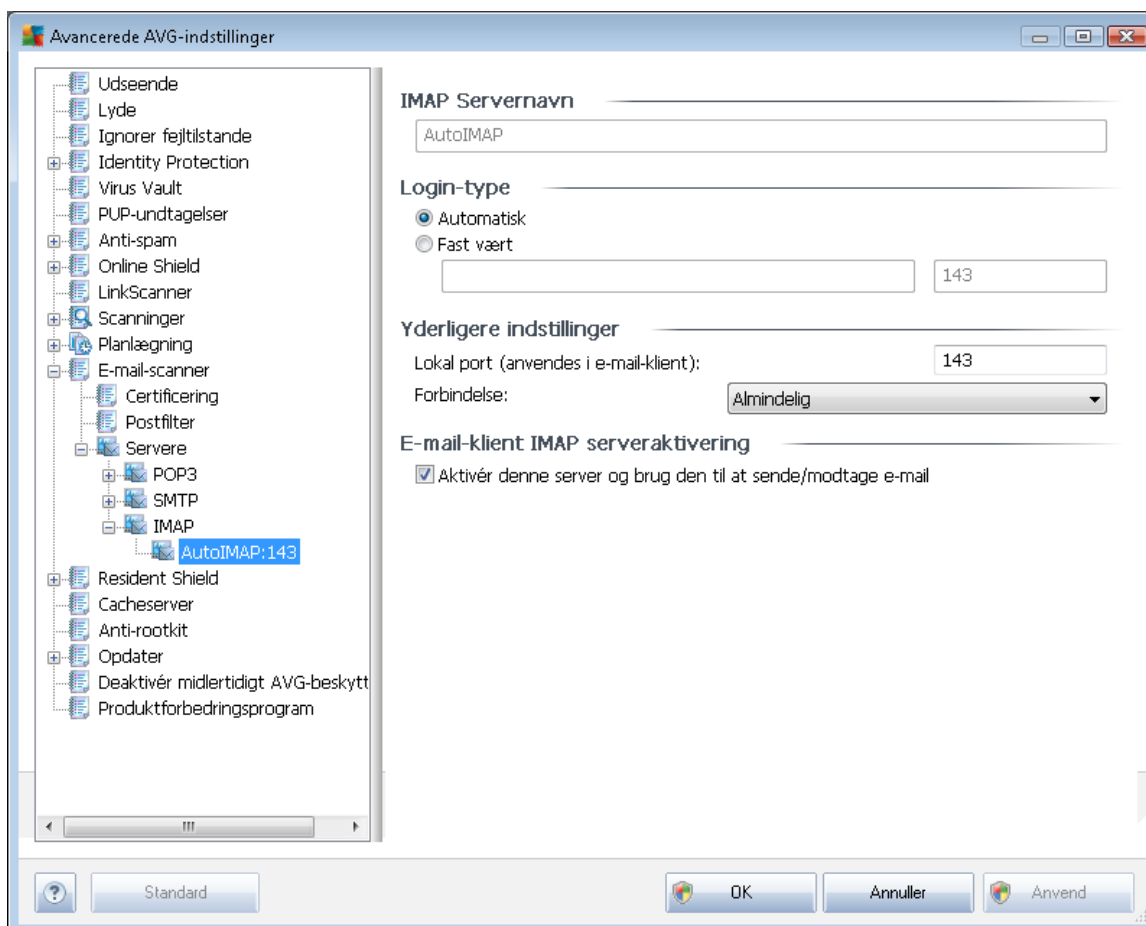 Avancerede AVG-indstillinger
Udseende
Lyde
Ignorer fejltilstande
Identity Protection
Virus Vault
PUP-undtagelser
Anti-spam
Online Shield
LinkScanner
Scanninger
Planlægning
E-mail-scanner
Certificering
Postfilter
Servere
POP3
SMTP
IMAP
AutoIMAP:143
Resident Shield
Cacheserver
Anti-rootkit
Opdater
Deaktivér midlertidigt AVG-beskytt
Produktforbedringsprogram
IMAP Servernavn
AutoIMAP
Login-type
Automatisk
Fast vært
143
Yderligere indstillinger
Lokal port (anvendes i e-mail-klient): 143
Forbindelse: Almindelig
E-mail-klient IMAP serveraktivering
Aktivér denne server og brug den til at sende/modtage e-mail
? Standard OK Annuller Anvend